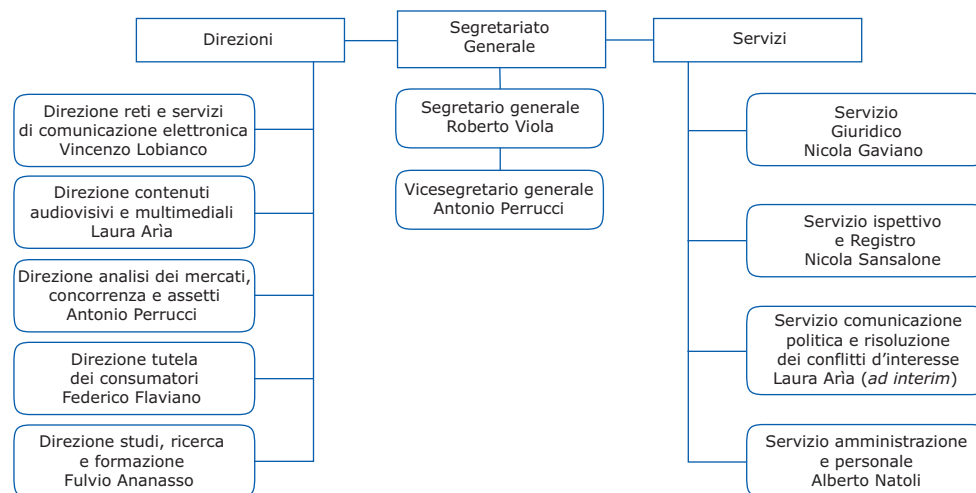 Direzioni
Segretariato
Generale
Servizi
Direzione reti e servizi
di comunicazione elettronica
Vincenzo Lobianco
Direzione contenuti
audiovisivi e multimediali
Laura Arìa
Direzione analisi dei mercati,
concorrenza e assetti
Antonio Perrucci
Direzione tutela
dei consumatori
Federico Flaviano
Direzione studi, ricerca
e formazione
Fulvio Ananasso
Segretario generale
Roberto Viola
Vicesegretario generale
Antonio Perrucci
Servizio
Giuridico
Nicola Gaviano
Servizio ispettivo
e Registro
Nicola Sansalone
Servizio comunicazione
politica e risoluzione
dei conflitti d’interesse
Laura Arìa (ad interim)
Servizio amministrazione
e personale
Alberto Natoli